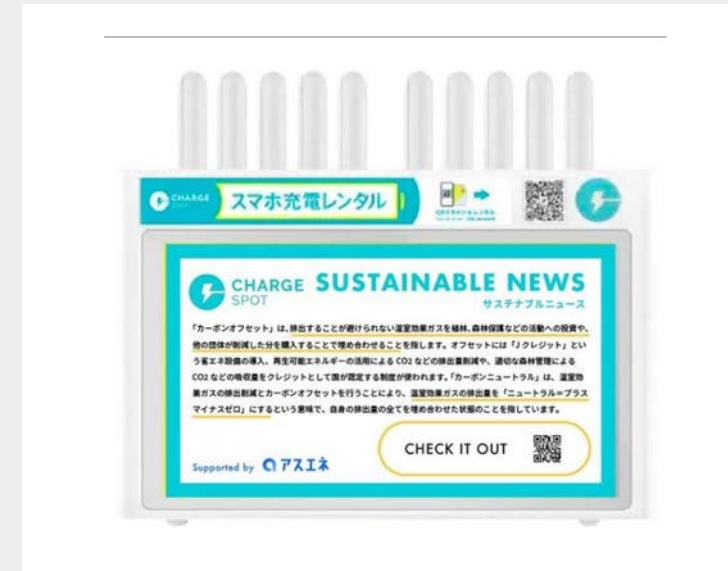 CHARGE
SPOT
スマホ充電レンタル
CHARGE
SPOT
SUSTAINABLE NEWS
サステナブルニュース
「カーボンオフセット」は、排出することが避けられない温室効果ガスを植林、森林保護などの活動への投資や、
他の団体が削減した分を購入することで埋め合わせることを指します。オフセットには「Jクレジット」とい
う省エネ設備の導入、再生可能エネルギーの活用による CO2 などの排出量削減や、適切な森林管理による
CO2 などの吸収量をクレジットとして国が認定する制度が使われます。「カーボンニュートラル」は、温室効
果ガスの排出削減とカーボンオフセットを行うことにより、温室効果ガスの排出量を「ニュートラル=プラス
マイナスゼロ」にするという意味で、自身の排出量の全てを埋め合わせた状態のことを指しています。
CHECK IT OUT
Supported by アスエネ